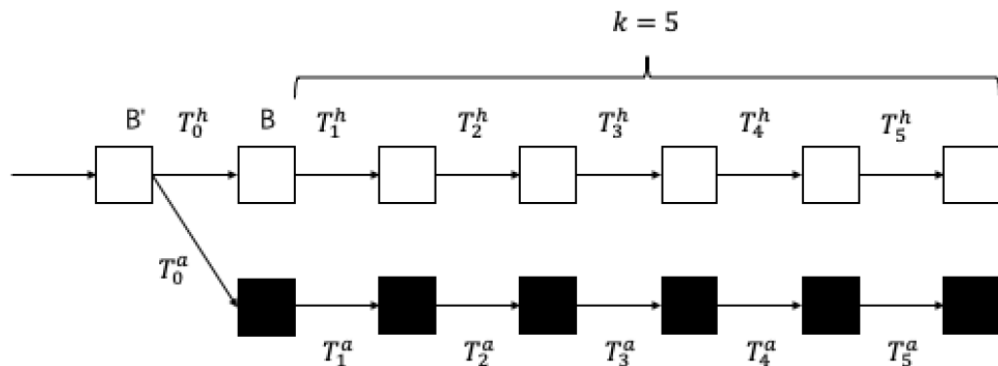 k = 5
B' T_0^h B T_1^h T_2^h T_3^h T_4^h T_5^h
T_0^a
T_1^a T_2^a T_3^a T_4^a T_5^a